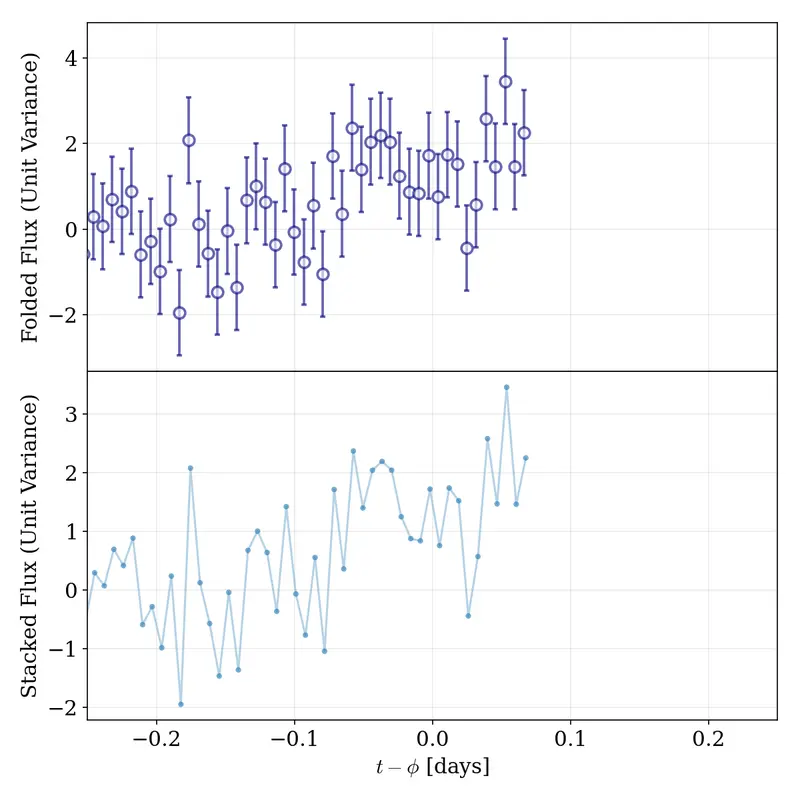 Folded Flux (Unit Variance)
4
2
0
−2
Stacked Flux (Unit Variance)
3
2
1
0
−1
−2
−0.2 −0.1 0.0 0.1 0.2
t − ϕ [days]